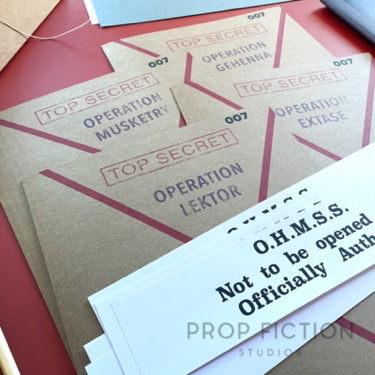 007
TOP SECRET
OPERATION
GEHENNA
007
TOP SECRET
OPERATION
MUSKETRY
007
TOP SECRET
OPERATION
EXTASE
007
TOP SECRET
OPERATION
LEKTOR
O.H.M.S.S.
O.H.M.S.S.
Not to be opened
Officially Auth
PROP FICTION
STUDIOS